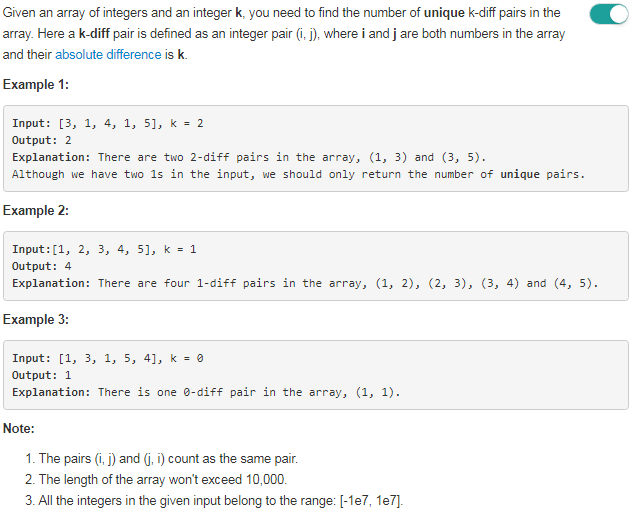 Given an array of integers and an integer k, you need to find the number of unique k-diff pairs in the
array. Here a k-diff pair is defined as an integer pair (i, j), where i and j are both numbers in the array
and their absolute difference is k.
Example 1:
Input: [3, 1, 4, 1, 5], k = 2
Output: 2
Explanation: There are two 2-diff pairs in the array, (1, 3) and (3, 5).
Although we have two 1s in the input, we should only return the number of unique pairs.
Example 2:
Input:[1, 2, 3, 4, 5], k = 1
Output: 4
Explanation: There are four 1-diff pairs in the array, (1, 2), (2, 3), (3, 4) and (4, 5).
Example 3:
Input: [1, 3, 1, 5, 4], k = 0
Output: 1
Explanation: There is one 0-diff pair in the array, (1, 1).
Note:
1. The pairs (i, j) and (j, i) count as the same pair.
2. The length of the array won't exceed 10,000.
3. All the integers in the given input belong to the range: [-1e7, 1e7].